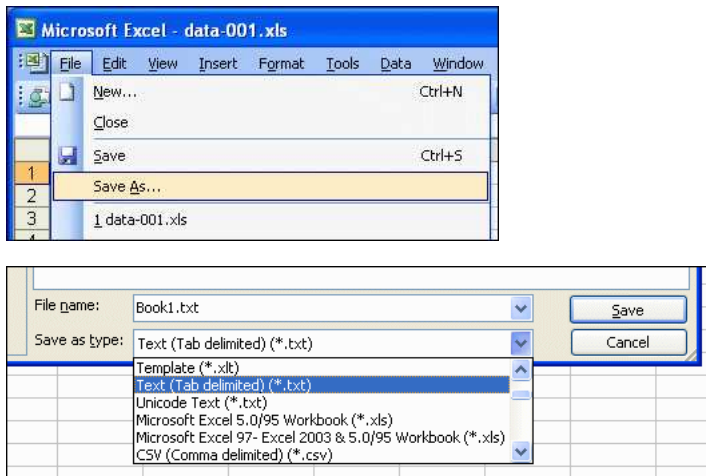 Microsoft Excel - data-001.xls
File Edit View Insert Format Tools Data Window
New... Ctrl+N
Close
Save Ctrl+S
1
Save As...
2
3 1 data-001.xls
4
File name: Book1.txt Save
Save as type: Text (Tab delimited) (*.txt) Cancel
Template (*.xlt)
Text (Tab delimited) (*.txt)
Unicode Text (*.txt)
Microsoft Excel 5.0/95 Workbook (*.xls)
Microsoft Excel 97- Excel 2003 & 5.0/95 Workbook (*.xls)
CSV (Comma delimited) (*.csv)